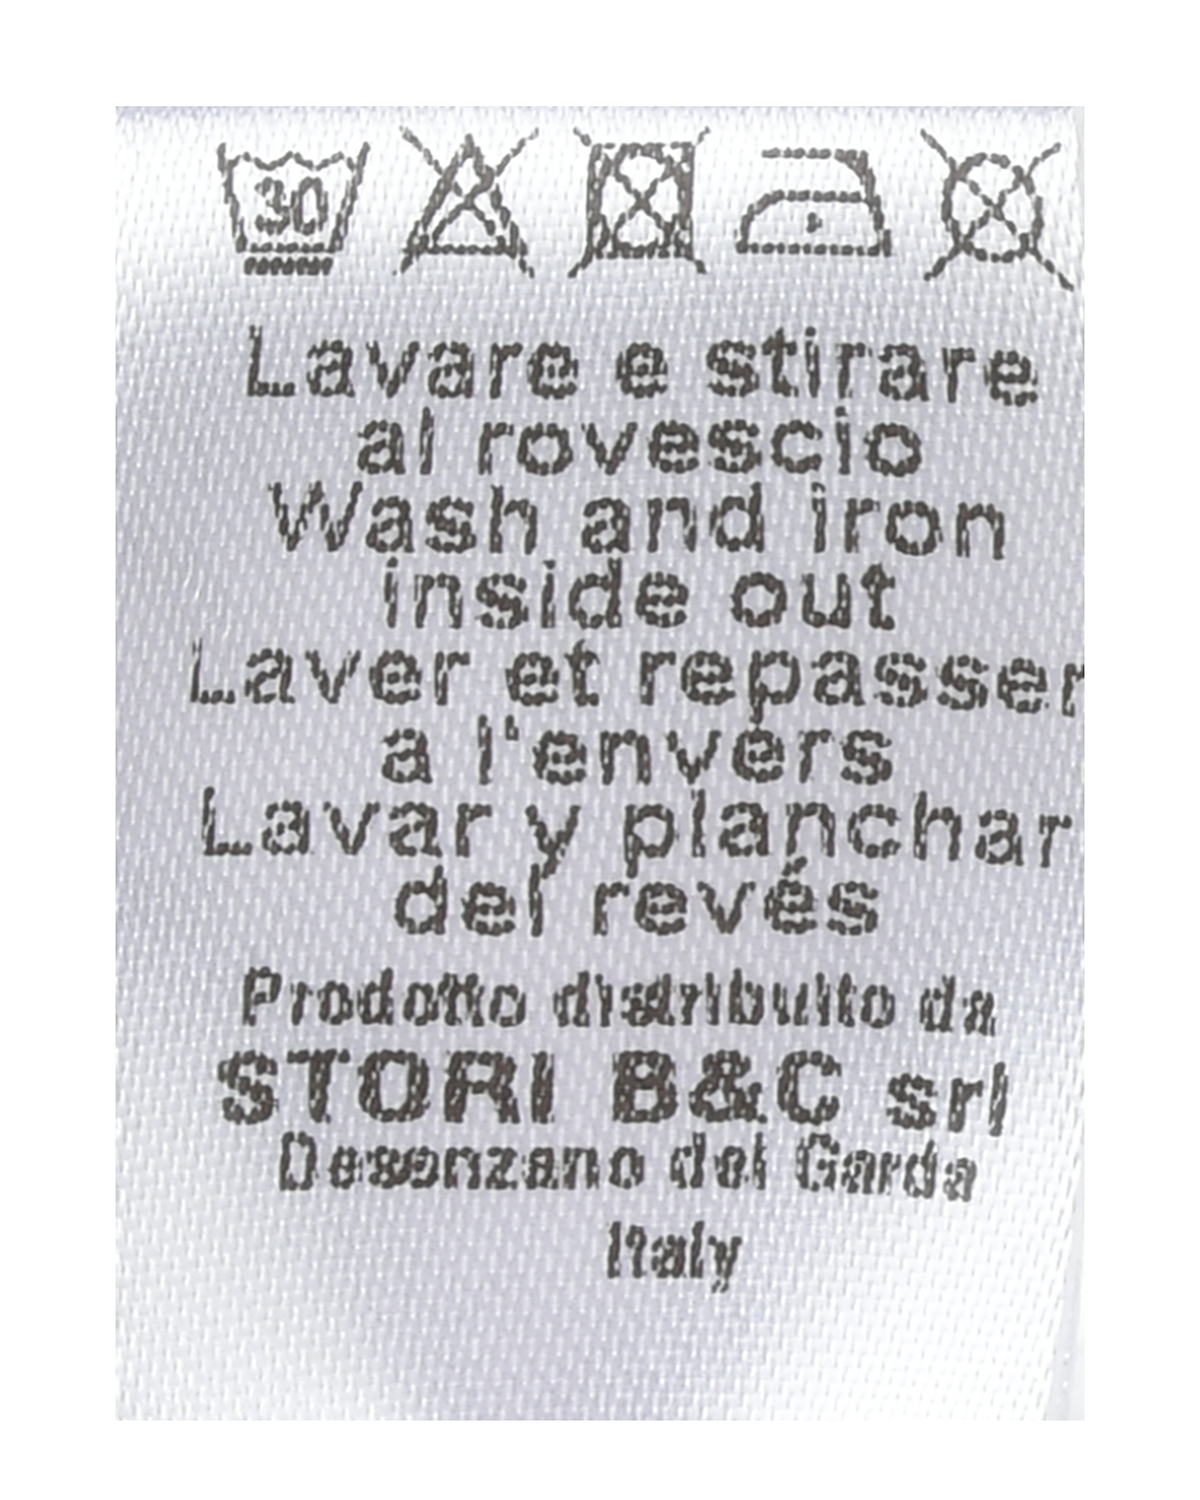 30
Lavare e stirare
al rovescio
Wash and iron
inside out
Laver et repasser
a l'envers
Lavar y planchar
del revés
Prodotto distribuito da
STORI B&C srl
Desenzano del Garda
Italy